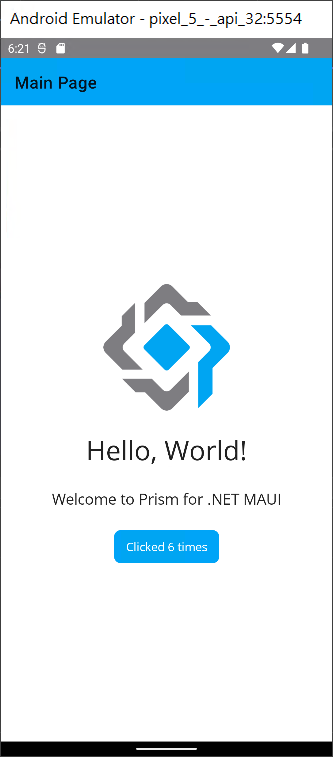 Android Emulator - pixel_5_-_api_32:5554
6:21
Main Page
Hello, World!
Welcome to Prism for .NET MAUI
Clicked 6 times